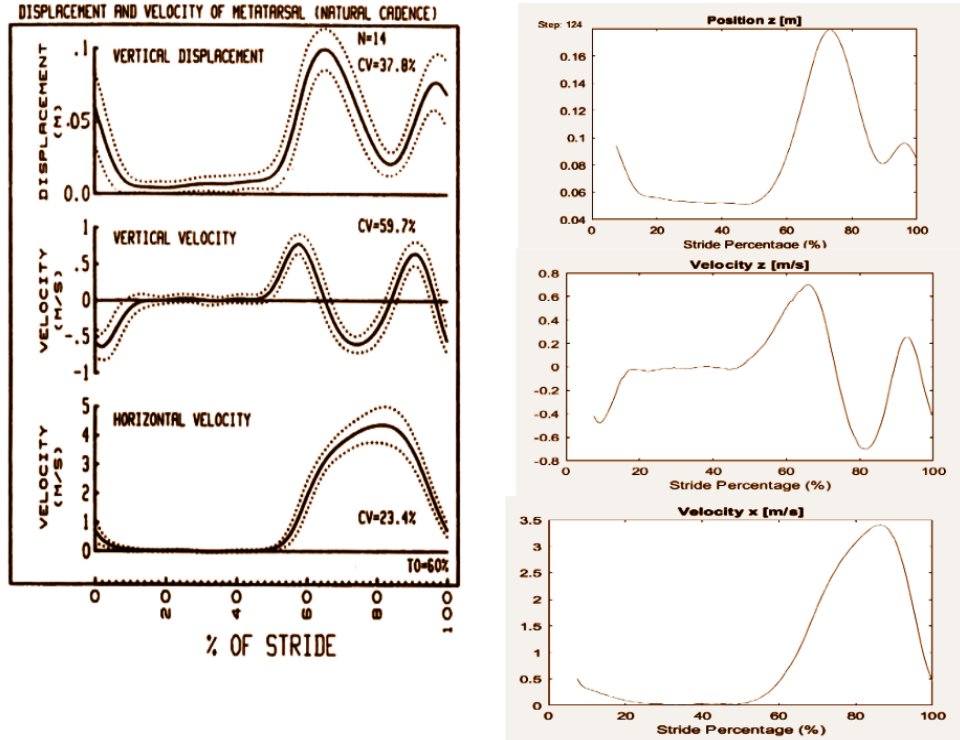 DISPLACEMENT AND VELOCITY OF METATARSAL (NATURAL CADENCE)
DISPLACEMENT
(M)
.1
.05
0.0
VERTICAL DISPLACEMENT
N=14
CV=37.8%
VELOCITY
(M/S)
1
.5
0
-.5
-1
VERTICAL VELOCITY
CV=59.7%
VELOCITY
(M/S)
5
4
3
2
1
0
HORIZONTAL VELOCITY
CV=23.4%
TO=60%
0
20
40
60
80
100
% OF STRIDE
Step: 124
Position z [m]
0.16
0.14
0.12
0.1
0.08
0.06
0.04
0 20 40 60 80 100
Stride Percentage (%)
Velocity z [m/s]
0.8
0.6
0.4
0.2
0
-0.2
-0.4
-0.6
-0.8
0 20 40 60 80 100
Stride Percentage (%)
Velocity x [m/s]
3.5
3
2.5
2
1.5
1
0.5
0
0 20 40 60 80 100
Stride Percentage (%)